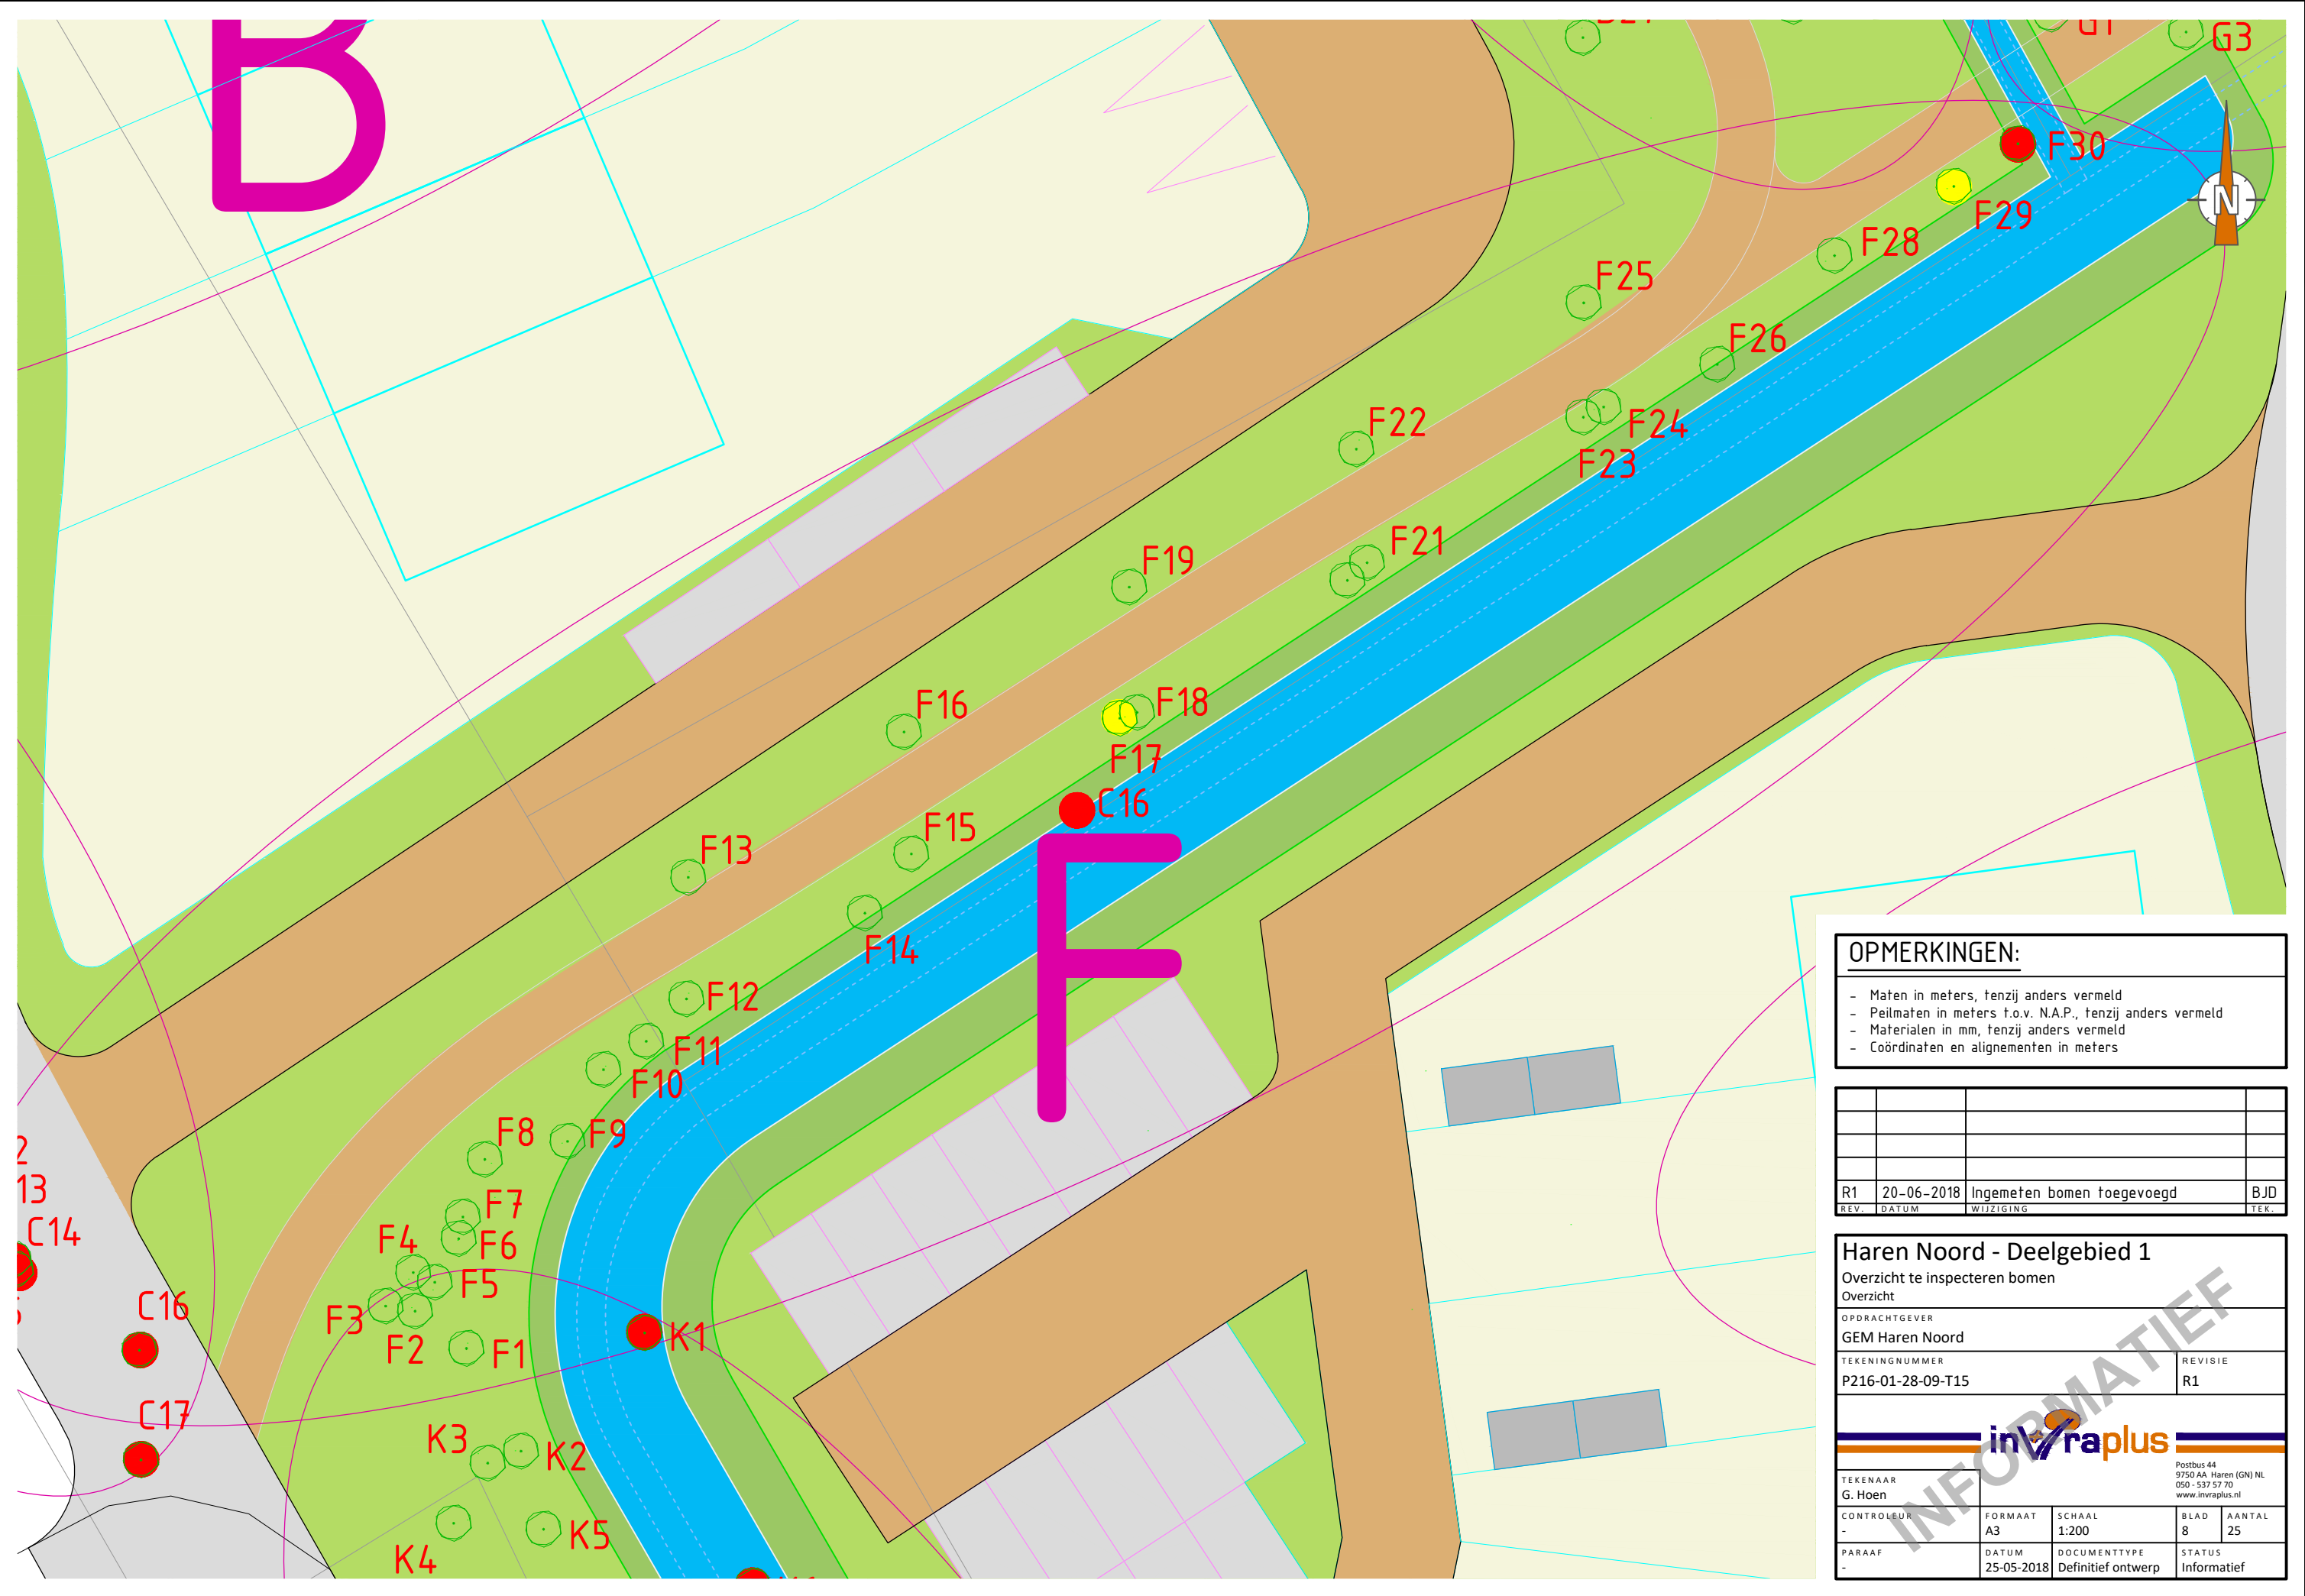 B
G1
G3
F30
F29
F28
F25
F26
F22
F24
F23
F21
F19
F18
F16
F17
C16
F15
F13
F
F14
F12
F11
F10
F8
F9
F7
F4
F6
F5
F3
F2
F1
13
C14
C16
C17
K1
K3
K2
K5
K4
N
OPMERKINGEN:
- Maten in meters, tenzij anders vermeld
- Peilmaten in meters t.o.v. N.A.P., tenzij anders vermeld
- Materialen in mm, tenzij anders vermeld
- Coördinaten en alignementen in meters
R1 20-06-2018 Ingemeten bomen toegevoegd BJD
REV. DATUM WIJZIGING TEK.
Haren Noord - Deelgebied 1
Overzicht te inspecteren bomen
Overzicht
OPDRACHTGEVER
GEM Haren Noord
TEKENINGNUMMER REVISIE
P216-01-28-09-T15 R1
invraplus
Postbus 44
9750 AA Haren (GN) NL
050 - 537 57 70
www.invraplus.nl
TEKENAAR
G. Hoen
CONTROLEUR FORMAAT SCHAAL BLAD AANTAL
- A3 1:200 8 25
PARAAF DATUM DOCUMENTTYPE STATUS
- 25-05-2018 Definitief ontwerp Informatief
INFORMATIEF